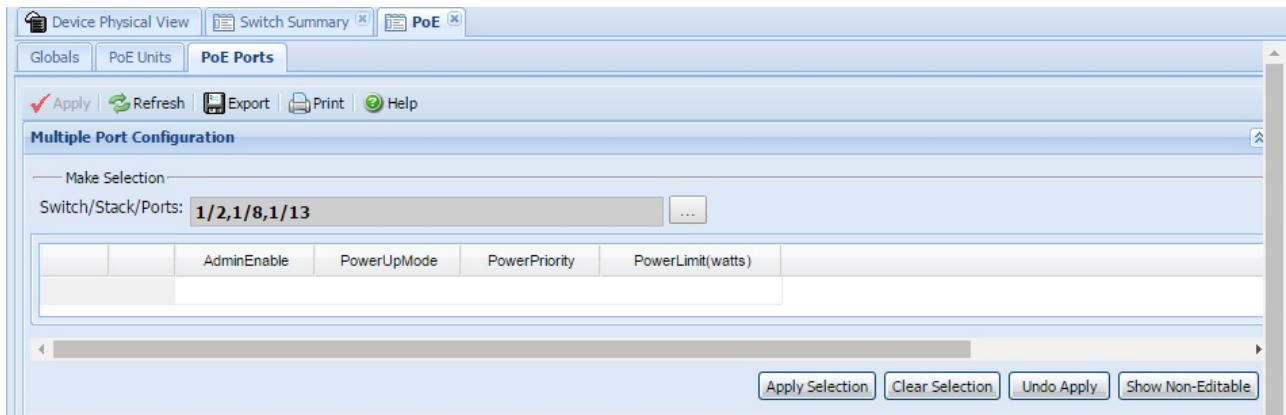 Device Physical View Switch Summary PoE
Globals PoE Units PoE Ports
Apply Refresh Export Print Help
Multiple Port Configuration
Make Selection
Switch/Stack/Ports: 1/2,1/8,1/13 ...
AdminEnable PowerUpMode PowerPriority PowerLimit(watts)
Apply Selection Clear Selection Undo Apply Show Non-Editable